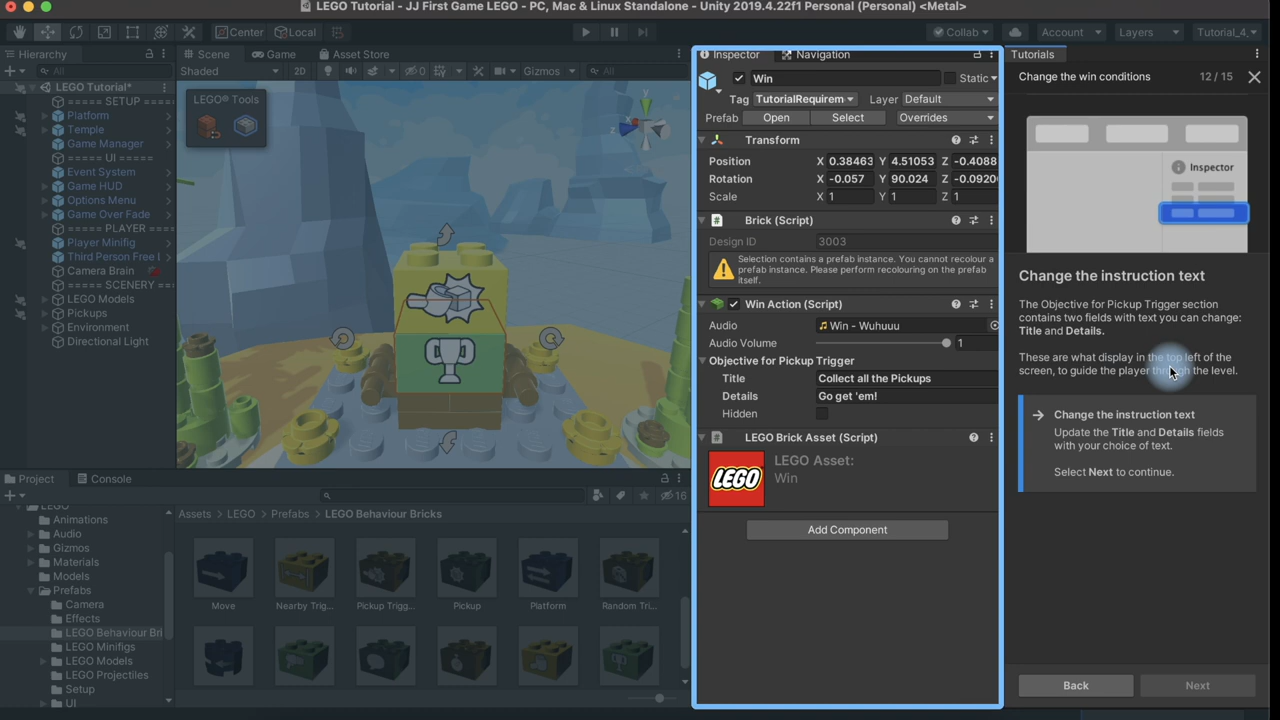 LEGO Tutorial - JJ First Game LEGO - PC, Mac & Linux Standalone - Unity 2019.4.22f1 Personal (Personal) <Metal>
Center Local Collab Account Layers Tutorial_4
Hierarchy
All
LEGO Tutorial*
===== SETUP =====
Platform
Temple
Game Manager
===== UI =====
Event System
Game HUD
Options Menu
Game Over Fade
===== PLAYER ====
Player Minifig
Third Person Free
Camera Brain
===== SCENERY ==
LEGO Models
Pickups
Environment
Directional Light
Scene Game Asset Store
Shaded 2D 0 Gizmos All
LEGO® Tools
y
z
Inspector Navigation
Win Static
Tag TutorialRequirem Layer Default
Prefab Open Select Overrides
Transform
Position X 0.38463 Y 4.51053 Z -0.4088
Rotation X -0.057 Y 90.024 Z -0.0920
Scale X 1 Y 1 Z 1
Brick (Script)
Design ID 3003
Selection contains a prefab instance. You cannot recolour a
prefab instance. Please perform recolouring on the prefab
itself.
Win Action (Script)
Audio Win - Wuhuuu
Audio Volume 1
Objective for Pickup Trigger
Title Collect all the Pickups
Details Go get 'em!
Hidden
LEGO Brick Asset (Script)
LEGO
LEGO Asset:
Win
Add Component
Tutorials
Change the win conditions 12 / 15
Inspector
Change the instruction text
The Objective for Pickup Trigger section
contains two fields with text you can change:
Title and Details.
These are what display in the top left of the
screen, to guide the player through the level.
Change the instruction text
Update the Title and Details fields
with your choice of text.
Select Next to continue.
Back Next
Project Console
16
LEGO
Animations
Audio
Gizmos
Materials
Models
Prefabs
Camera
Effects
LEGO Behaviour Bri
LEGO Minifigs
LEGO Models
LEGO Projectiles
Setup
UI
Assets > LEGO > Prefabs > LEGO Behaviour Bricks
Move Nearby Trig... Pickup Trigg... Pickup Platform Random Tri...